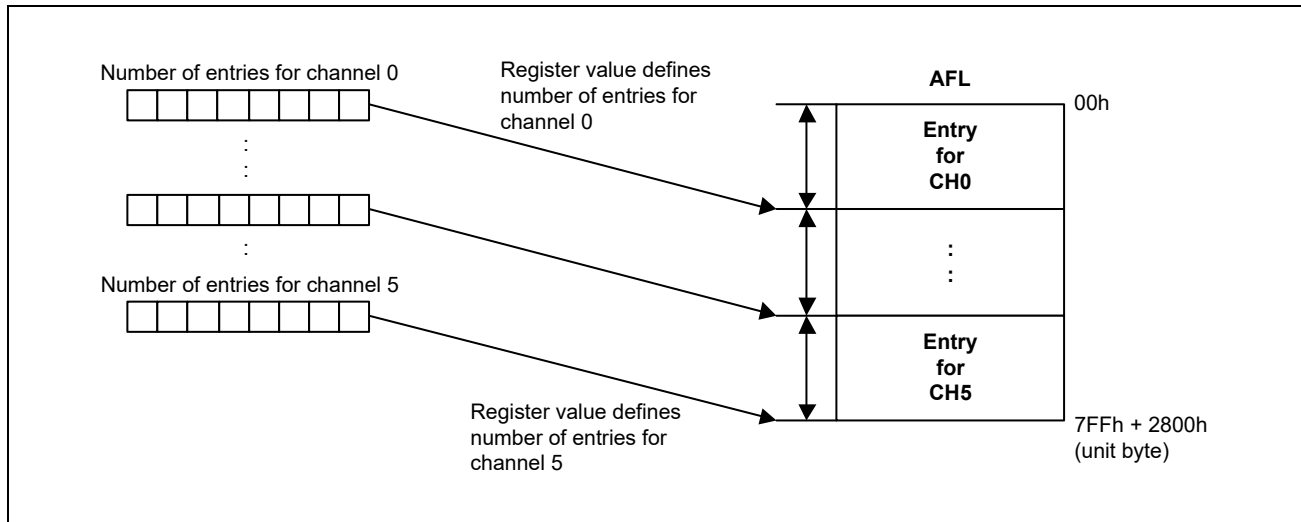 Number of entries for channel 0
:
:
:
Number of entries for channel 5
Register value defines
number of entries for
channel 0
Register value defines
number of entries for
channel 5
AFL
00h
Entry
for
CH0
:
:
Entry
for
CH5
7FFh + 2800h
(unit byte)